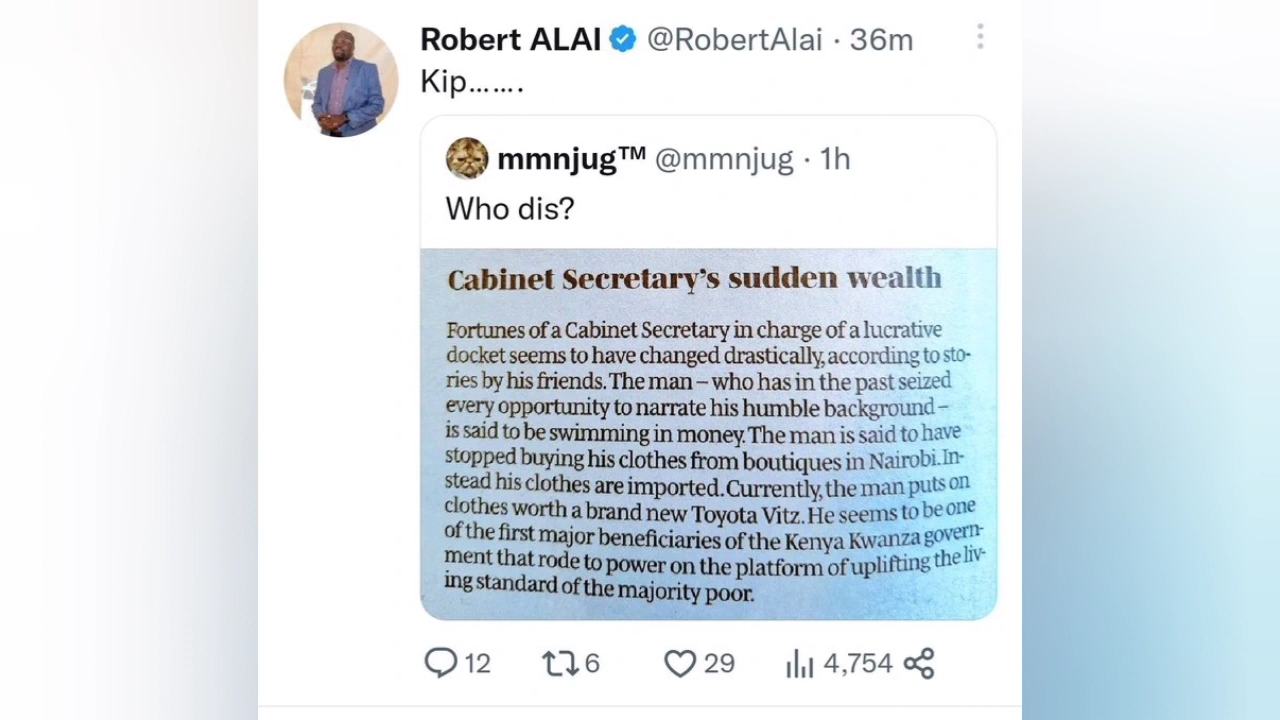 Robert ALAI @RobertAlai · 36m
Kip.......
mmnjug™ @mmnjug · 1h
Who dis?
Cabinet Secretary's sudden wealth
Fortunes of a Cabinet Secretary in charge of a lucrative
docket seems to have changed drastically, according to sto-
ries by his friends. The man – who has in the past seized
every opportunity to narrate his humble background –
is said to be swimming in money. The man is said to have
stopped buying his clothes from boutiques in Nairobi. In-
stead his clothes are imported. Currently, the man puts on
clothes worth a brand new Toyota Vitz. He seems to be one
of the first major beneficiaries of the Kenya Kwanza govern-
ment that rode to power on the platform of uplifting the liv-
ing standard of the majority poor.
12 6 29 4,754